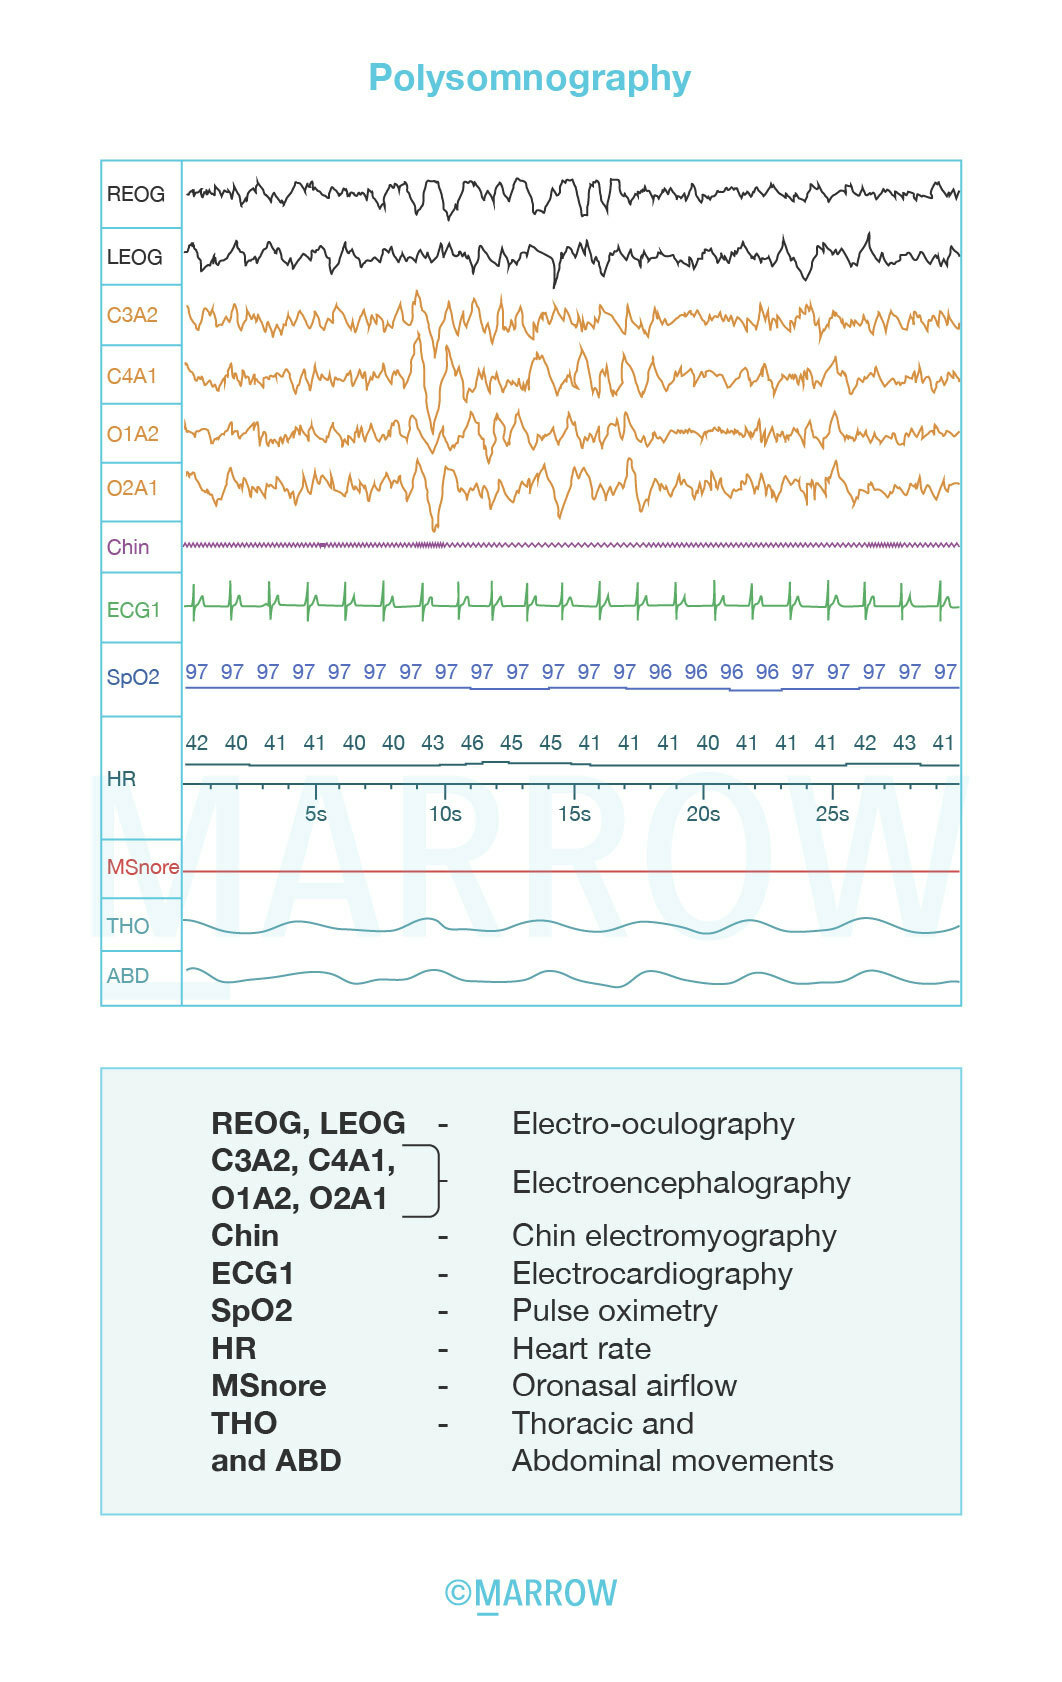 Polysomnography
REOG
LEOG
C3A2
C4A1
O1A2
O2A1
Chin
ECG1
SpO2 97 97 97 97 97 97 97 97 97 97 97 97 97 96 96 96 96 97 97 97 97 97
42 40 41 41 40 40 43 46 45 45 41 41 41 40 41 41 41 42 43 41
HR
5s 10s 15s 20s 25s
MSnore
THO
ABD
MARROW
REOG, LEOG - Electro-oculography
C3A2, C4A1,
O1A2, O2A1 - Electroencephalography
Chin - Chin electromyography
ECG1 - Electrocardiography
SpO2 - Pulse oximetry
HR - Heart rate
MSnore - Oronasal airflow
THO - Thoracic and
and ABD Abdominal movements
©MARROW